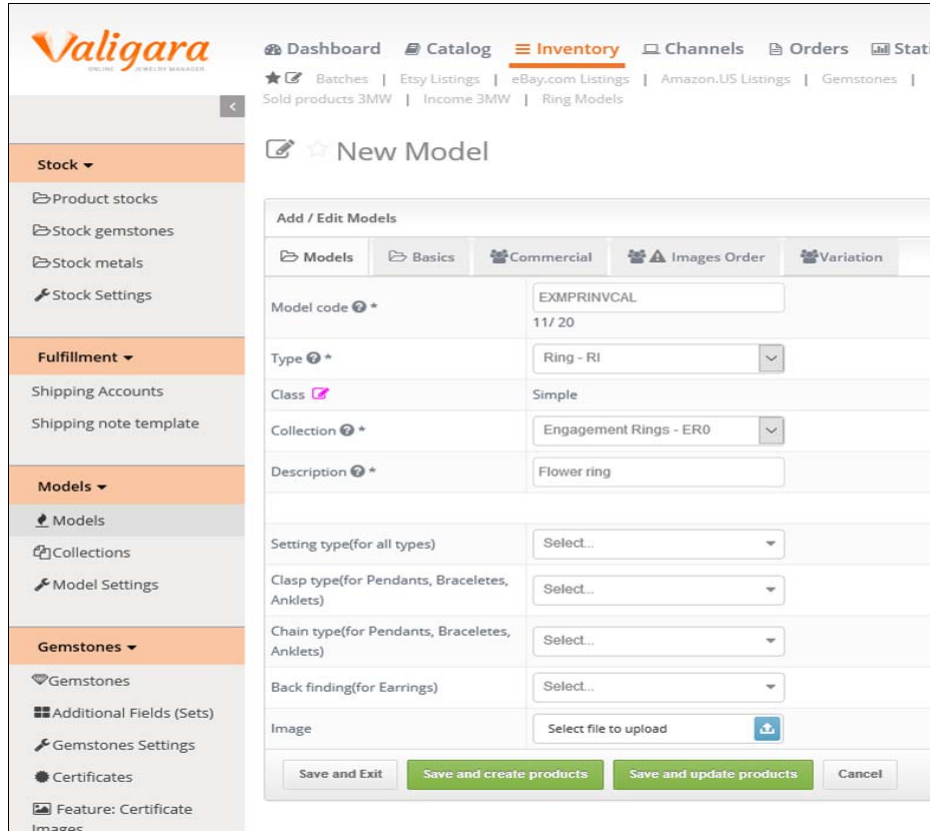 Valigara
ONLINE JEWELRY MANAGER
Dashboard Catalog Inventory Channels Orders Stati
Batches | Etsy Listings | eBay.com Listings | Amazon.US Listings | Gemstones |
Sold products 3MW | Income 3MW | Ring Models
New Model
Stock
Product stocks
Stock gemstones
Stock metals
Stock Settings
Fulfillment
Shipping Accounts
Shipping note template
Models
Models
Collections
Model Settings
Gemstones
Gemstones
Additional Fields (Sets)
Gemstones Settings
Certificates
Feature: Certificate
Images
Add / Edit Models
Models Basics Commercial Images Order Variation
Model code *
EXMPRINVCAL
11/ 20
Type *
Ring - RI
Class
Simple
Collection *
Engagement Rings - ER0
Description *
Flower ring
Setting type(for all types)
Select...
Clasp type(for Pendants, Braceletes,
Anklets)
Select...
Chain type(for Pendants, Braceletes,
Anklets)
Select...
Back finding(for Earrings)
Select...
Image
Select file to upload
Save and Exit Save and create products Save and update products Cancel